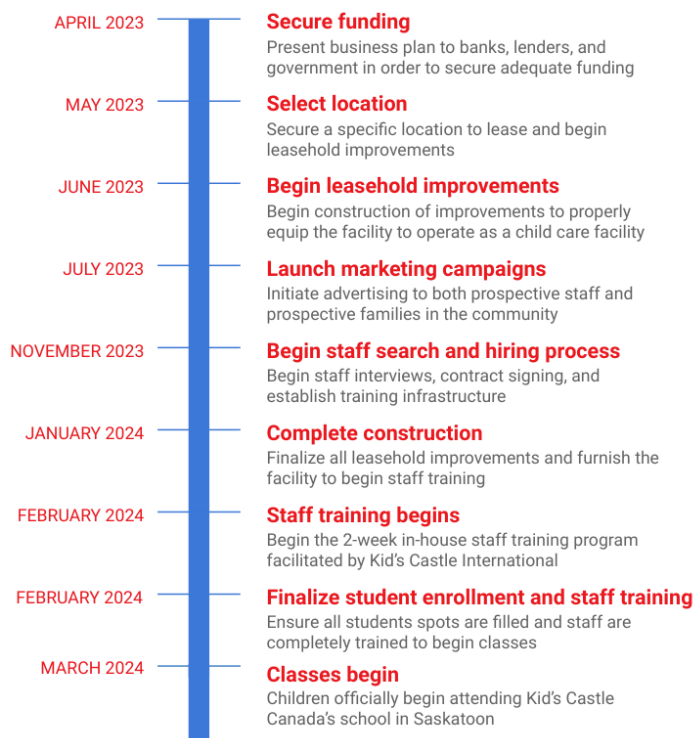 APRIL 2023
Secure funding
Present business plan to banks, lenders, and
government in order to secure adequate funding
MAY 2023
Select location
Secure a specific location to lease and begin
leasehold improvements
JUNE 2023
Begin leasehold improvements
Begin construction of improvements to properly
equip the facility to operate as a child care facility
JULY 2023
Launch marketing campaigns
Initiate advertising to both prospective staff and
prospective families in the community
NOVEMBER 2023
Begin staff search and hiring process
Begin staff interviews, contract signing, and
establish training infrastructure
JANUARY 2024
Complete construction
Finalize all leasehold improvements and furnish the
facility to begin staff training
FEBRUARY 2024
Staff training begins
Begin the 2-week in-house staff training program
facilitated by Kid's Castle International
FEBRUARY 2024
Finalize student enrollment and staff training
Ensure all students spots are filled and staff are
completely trained to begin classes
MARCH 2024
Classes begin
Children officially begin attending Kid's Castle
Canada's school in Saskatoon